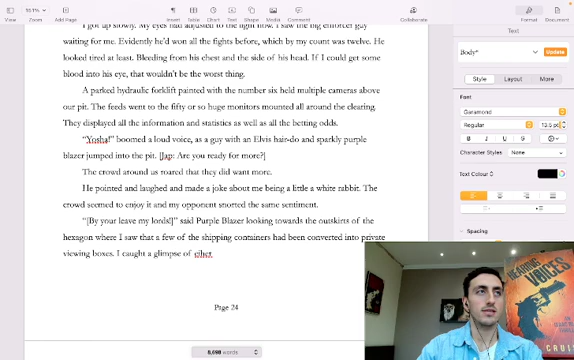 View
Zoom
Add Page
Insert
Table
Chart
Text
Shape
Media
Comment
Collaborate
Format
Document
I got up slowly. My eyes had adjusted to the light now. I saw the big enforcer guy
waiting for me. Evidently he'd won all the fights before, which by my count was twelve. He
looked tired at least. Bleeding from his chest and the side of his head. If I could get some
blood into his eye, that wouldn't be the worst thing.
A parked hydraulic forklift painted with the number six held multiple cameras above
our pit. The feeds went to the fifty or so huge monitors mounted all around the clearing.
They displayed all the information and statistics as well as all the betting odds.
"Yosha!" boomed a loud voice, as a guy with an Elvis hair-do and sparkly purple
blazer jumped into the pit. [Jap: Are you ready for more?]
The crowd around us roared that they did want more.
He pointed and laughed and made a joke about me being a little a white rabbit. The
crowd seemed to enjoy it and my opponent snorted the same sentiment.
"[By your leave my lords!]" said Purple Blazer looking towards the outskirts of the
hexagon where I saw that a few of the shipping containers had been converted into private
viewing boxes. I caught a glimpse of eiher
Page 24
words
Text
Body*
Update
Style
Layout
More
Font
Garamond
Regular
13.5 pt
B I U S
Character Styles
None
Text Colour
Spacing
HEARING
VOICES
CRUI